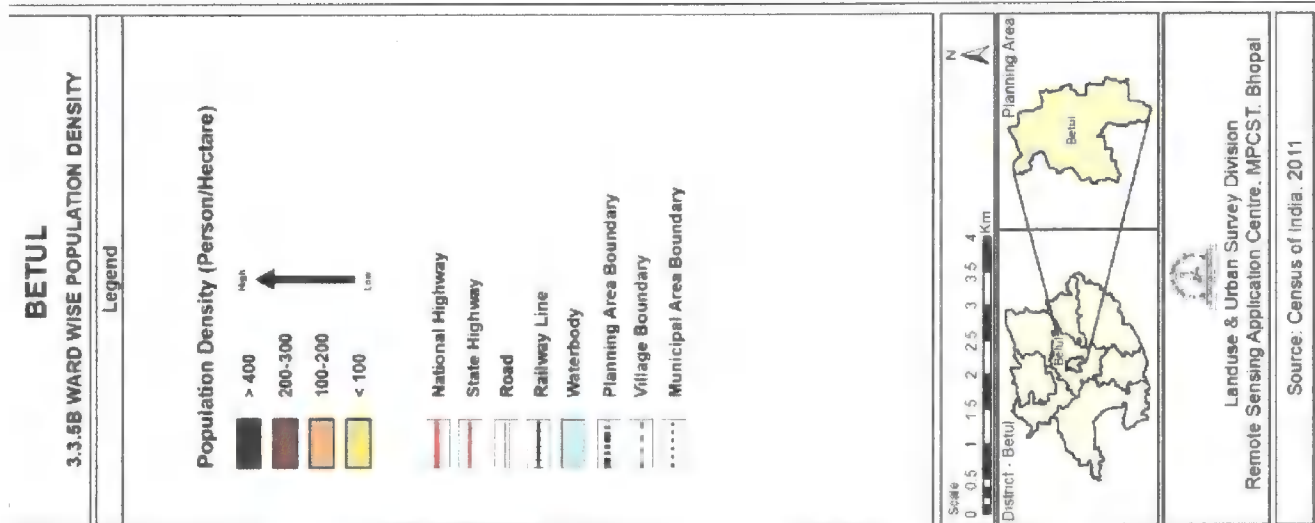 BETUL
3.3.5B WARD WISE POPULATION DENSITY
Legend
Population Density (Person/Hectare)
> 400
200-300
100-200
< 100
High
Low
National Highway
State Highway
Road
Railway Line
Waterbody
Planning Area Boundary
Village Boundary
Municipal Area Boundary
Scale
0 0.5 1 1.5 2 2.5 3 3.5 4
Km
N
District - Betul
Betul
Planning Area
Betul
Landuse & Urban Survey Division
Remote Sensing Application Centre, MPCST, Bhopal
Source: Census of India, 2011